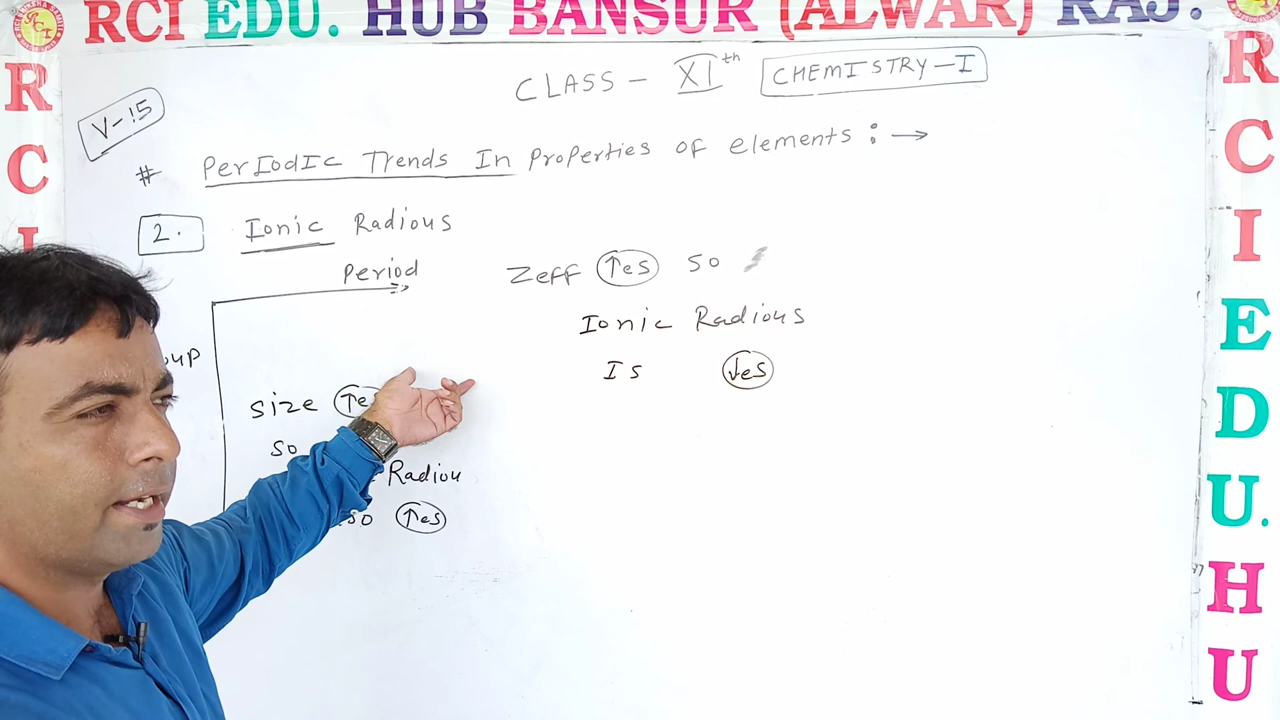 RCI EDU. HUB BANSUR (ALWAR) RAJ.
CLASS – XIth CHEMISTRY–I
V-15
# PerIodIc Trends In Properties of elements : →
2. Ionic Radious
Period
Zeff ↑es so
Ionic Radious
Is ↓es
size ↑es
so
Radiou
↑es
R
C
I
R
C
I
E
D
U.
H
U